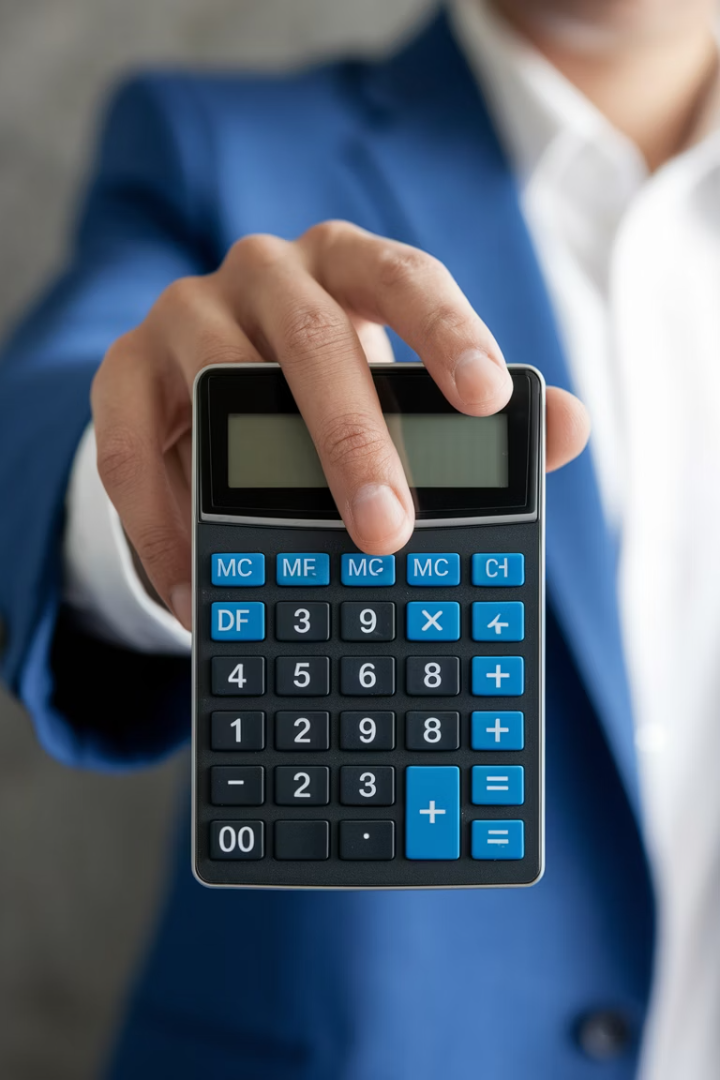 MC MF MC MC
DF 3 9 ×
4 5 6 8 +
1 2 9 8 +
− 2 3 + =
00 . =